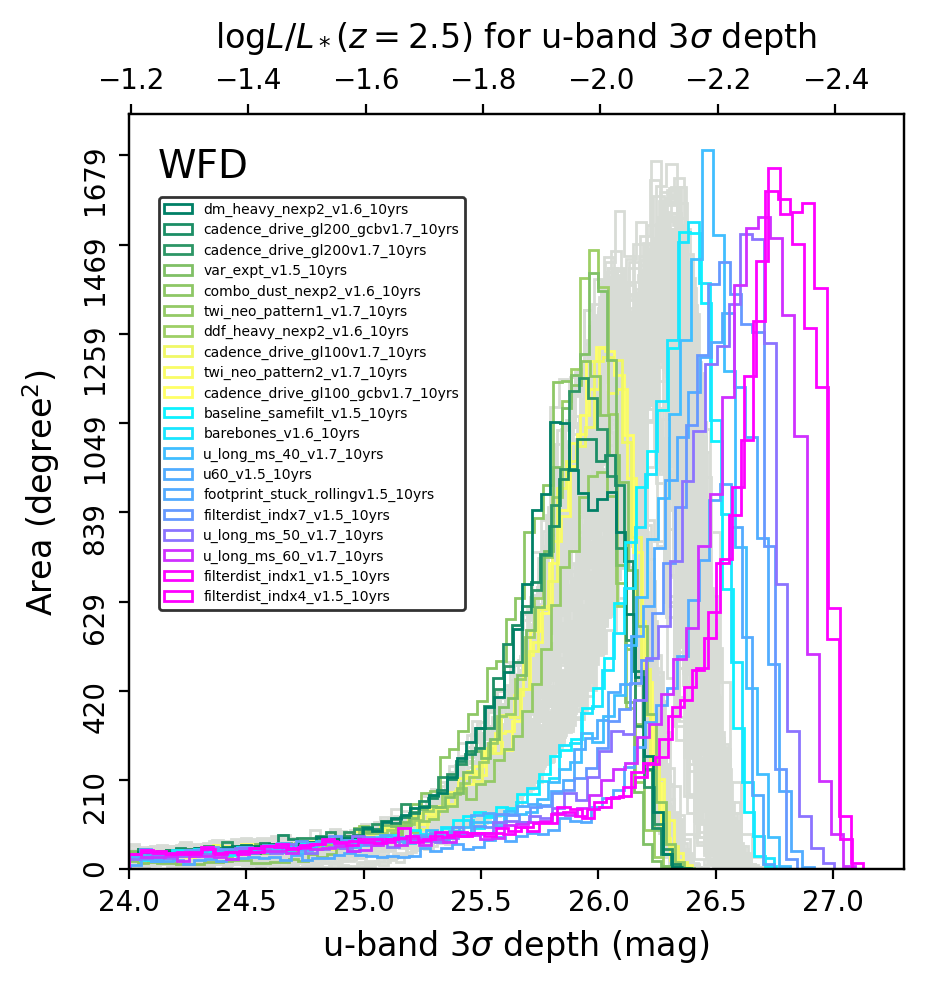 logL/L*(z = 2.5) for u-band 3σ depth
−1.2 −1.4 −1.6 −1.8 −2.0 −2.2 −2.4
WFD
dm_heavy_nexp2_v1.6_10yrs
cadence_drive_gl200_gcbv1.7_10yrs
cadence_drive_gl200v1.7_10yrs
var_expt_v1.5_10yrs
combo_dust_nexp2_v1.6_10yrs
twi_neo_pattern1_v1.7_10yrs
ddf_heavy_nexp2_v1.6_10yrs
cadence_drive_gl100v1.7_10yrs
twi_neo_pattern2_v1.7_10yrs
cadence_drive_gl100_gcbv1.7_10yrs
baseline_samefilt_v1.5_10yrs
barebones_v1.6_10yrs
u_long_ms_40_v1.7_10yrs
u60_v1.5_10yrs
footprint_stuck_rollingv1.5_10yrs
filterdist_indx7_v1.5_10yrs
u_long_ms_50_v1.7_10yrs
u_long_ms_60_v1.7_10yrs
filterdist_indx1_v1.5_10yrs
filterdist_indx4_v1.5_10yrs
Area (degree²)
1679
1469
1259
1049
839
629
420
210
0
24.0 24.5 25.0 25.5 26.0 26.5 27.0
u-band 3σ depth (mag)